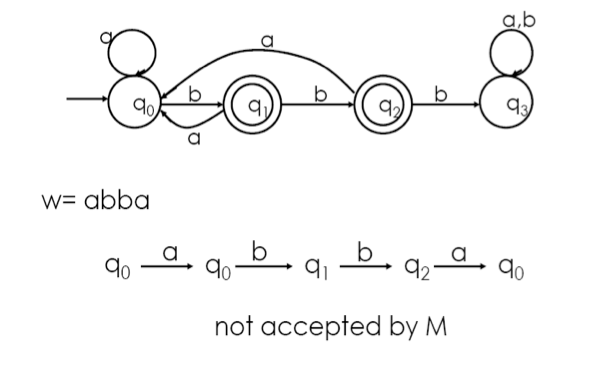 a,b
a
a
q₀ b q₁ b q₂ b q₃
a
w= abba
q₀ a q₀ b q₁ b q₂ a q₀
not accepted by M